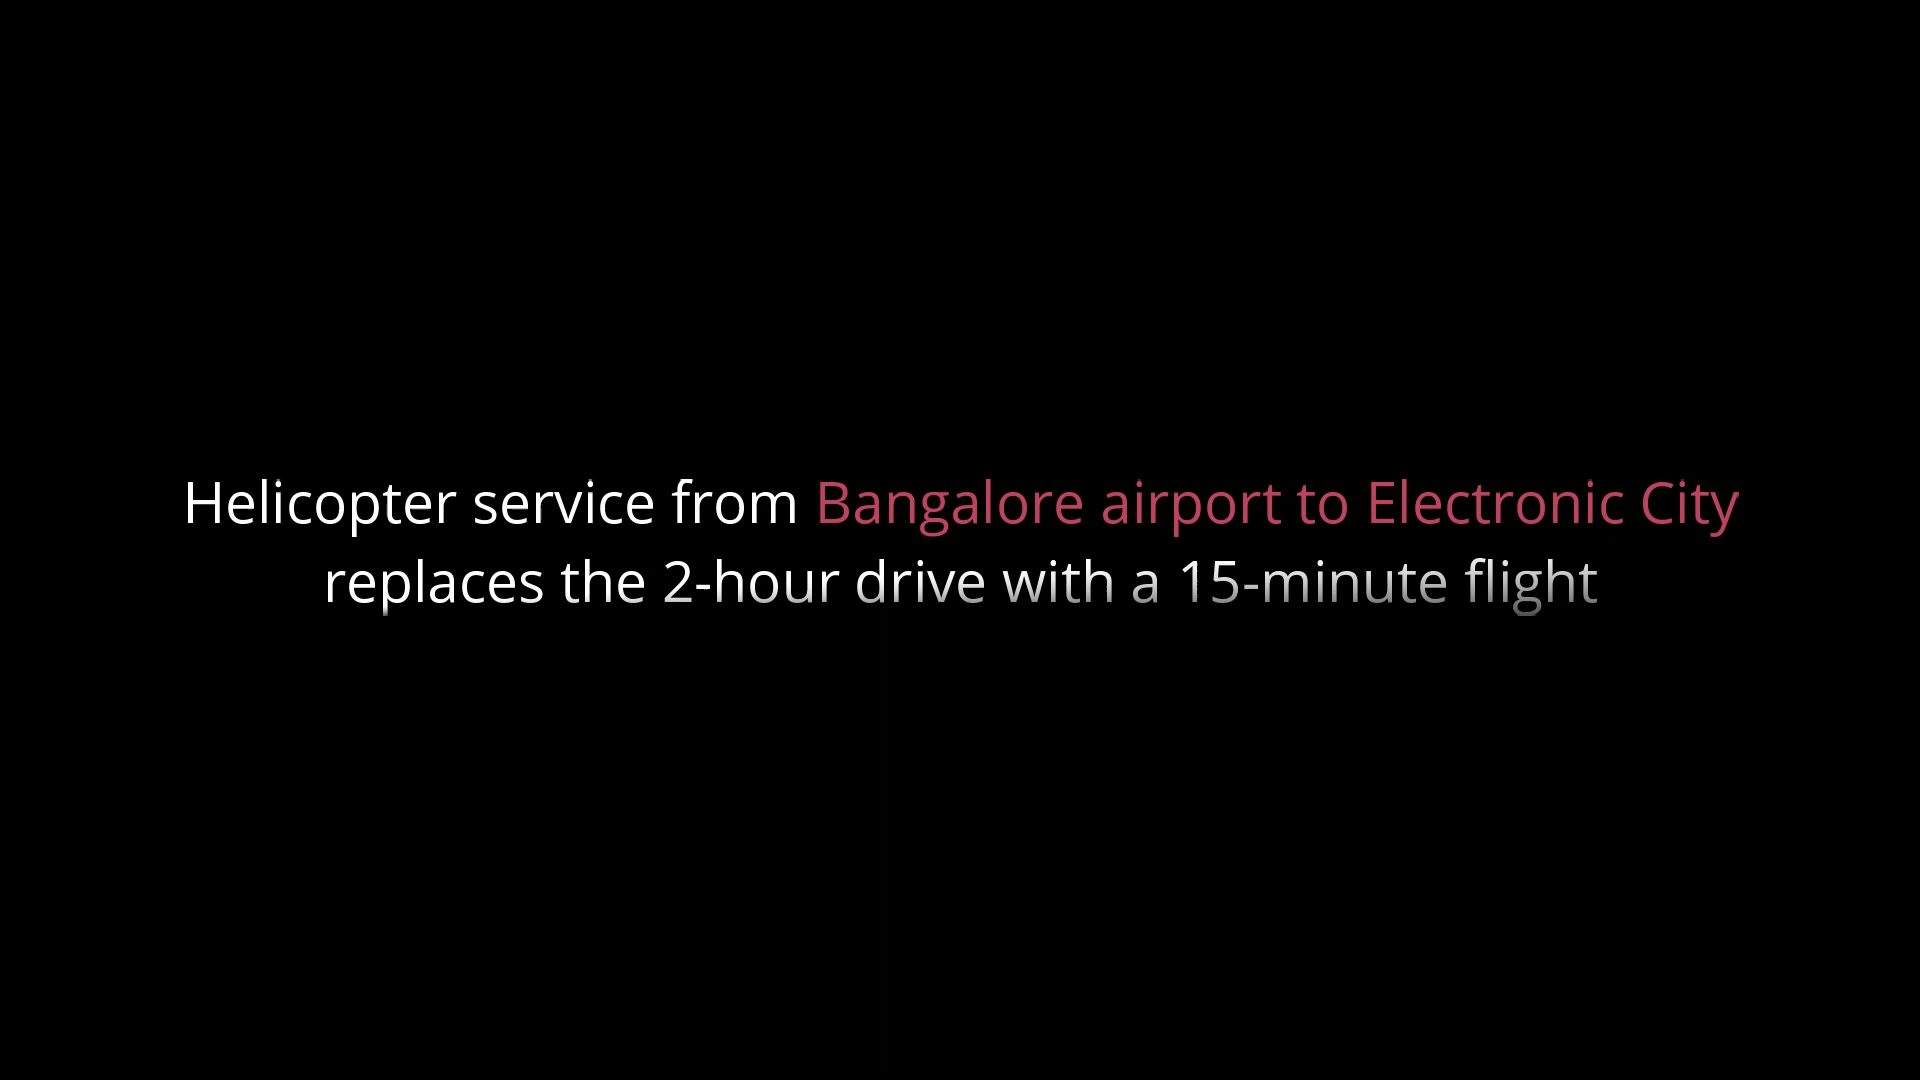 Helicopter service from Bangalore airport to Electronic City
replaces the 2-hour drive with a 15-minute flight